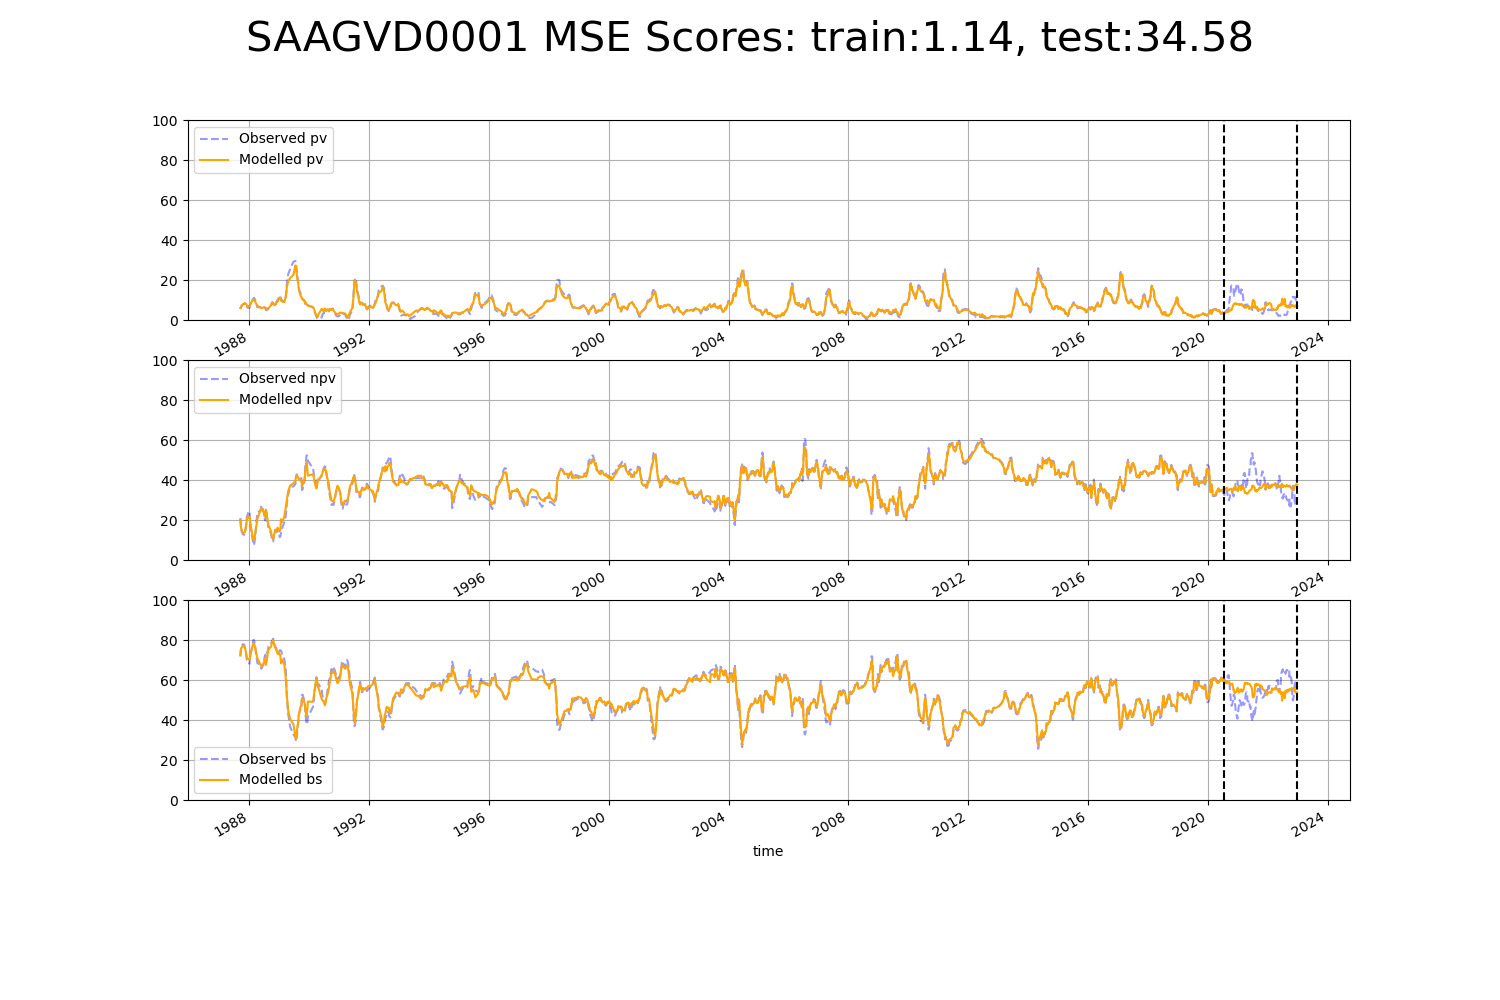 SAAGVD0001 MSE Scores: train:1.14, test:34.58
100
80
60
40
20
0
Observed pv
Modelled pv
1988 1992 1996 2000 2004 2008 2012 2016 2020 2024
100
80
60
40
20
0
Observed npv
Modelled npv
1988 1992 1996 2000 2004 2008 2012 2016 2020 2024
100
80
60
40
20
0
Observed bs
Modelled bs
1988 1992 1996 2000 2004 2008 2012 2016 2020 2024
time